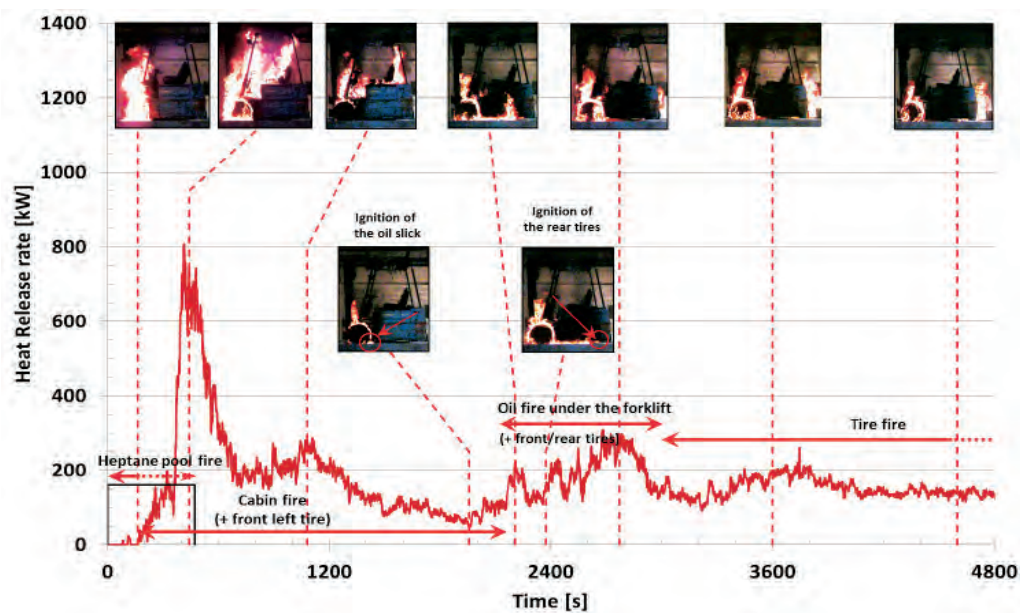 1400
1200
1000
800
600
400
200
0
Heat Release rate [kW]
Ignition of
the oil slick
Ignition of
the rear tires
Oil fire under the forklift
(+ front/rear tires)
Tire fire
Heptane pool fire
Cabin fire
(+ front left tire)
0
1200
2400
3600
4800
Time [s]